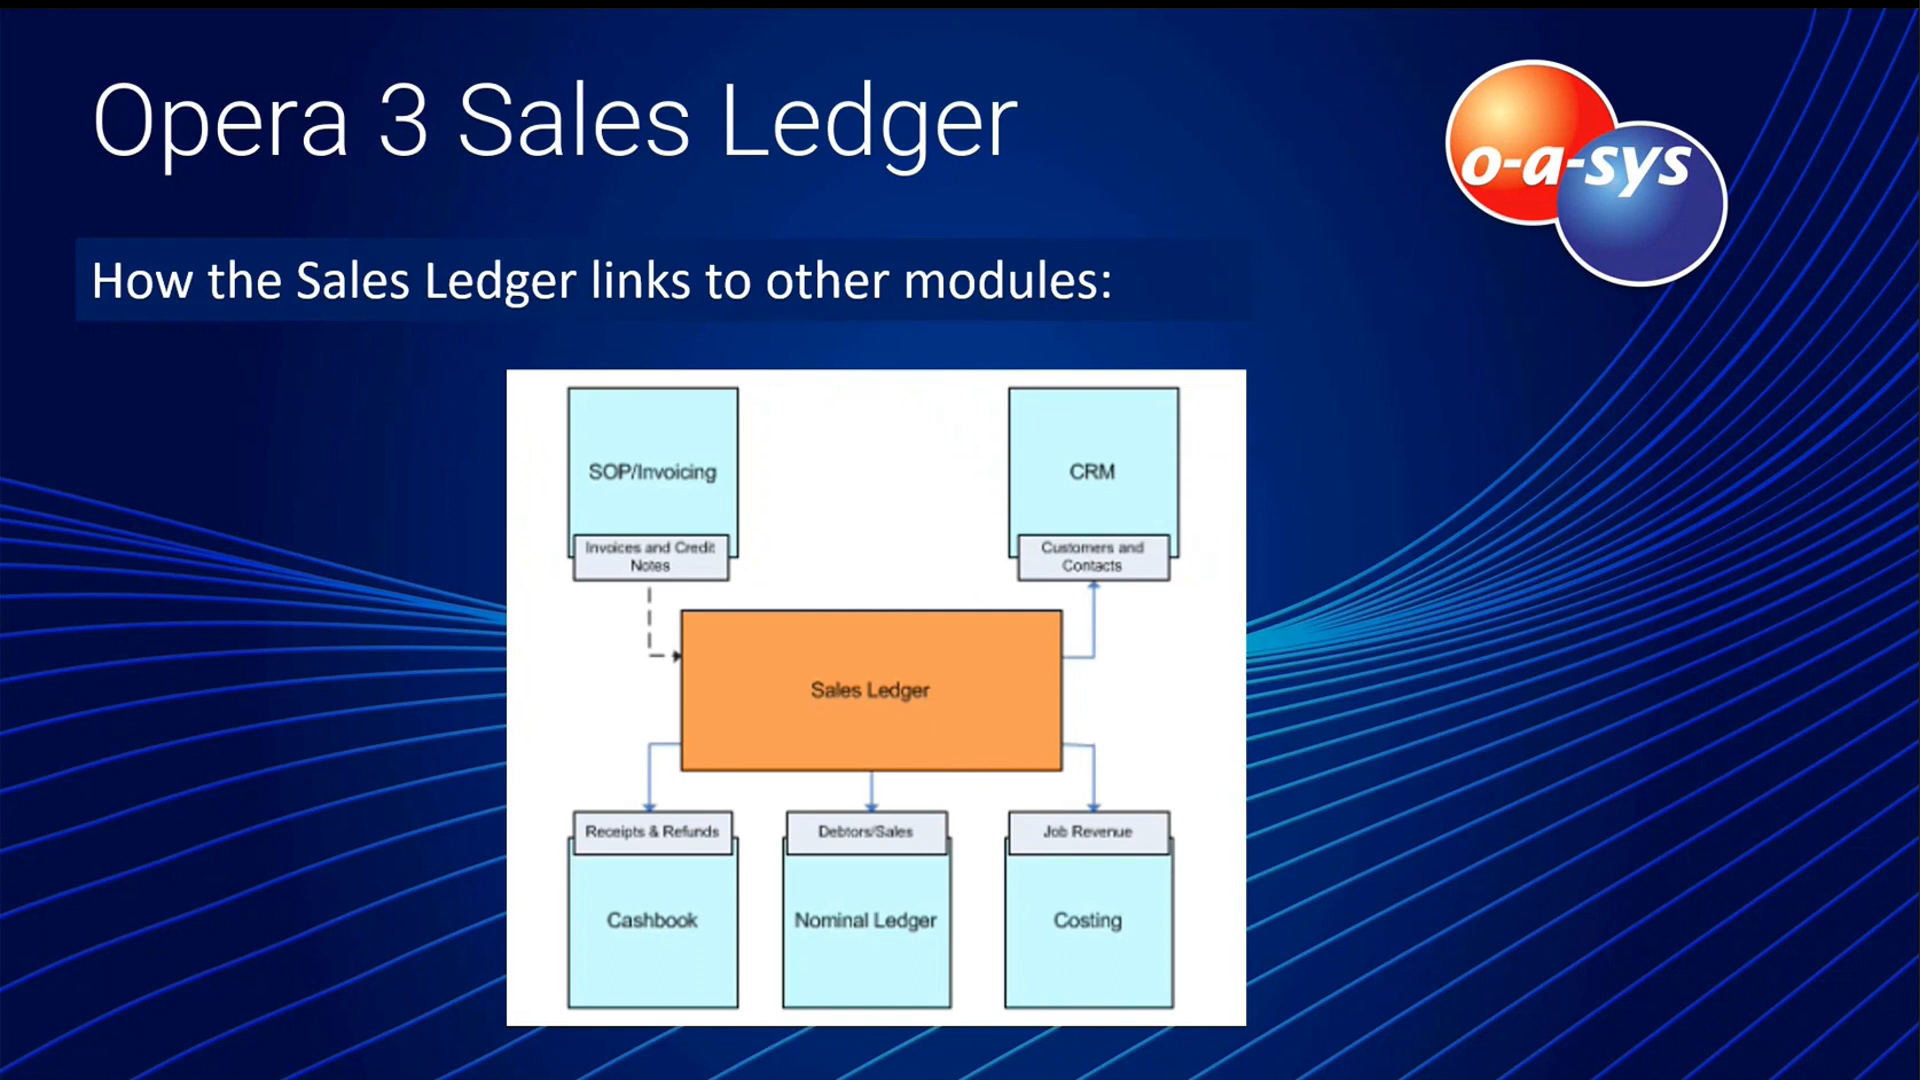 Opera 3 Sales Ledger
o-a-sys
How the Sales Ledger links to other modules:
SOP/Invoicing
CRM
Invoices and Credit
Notes
Customers and
Contacts
Sales Ledger
Receipts & Refunds
Debtors/Sales
Job Revenue
Cashbook
Nominal Ledger
Costing